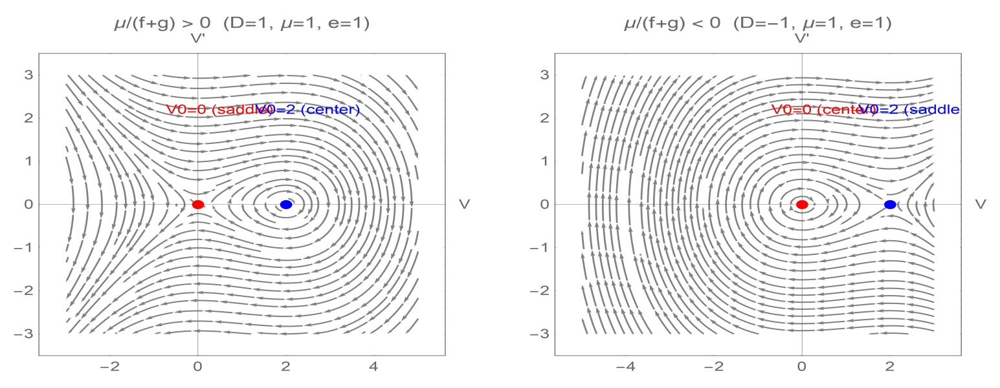 μ/(f+g) > 0 (D=1, μ=1, e=1)
V'
3
2
1
0
−1
−2
−3
V0=0 (saddle)
V0=2 (center)
V
−2
0
2
4
μ/(f+g) < 0 (D=−1, μ=1, e=1)
V'
3
2
1
0
−1
−2
−3
V0=0 (center)
V0=2 (saddle
V
−4
−2
0
2